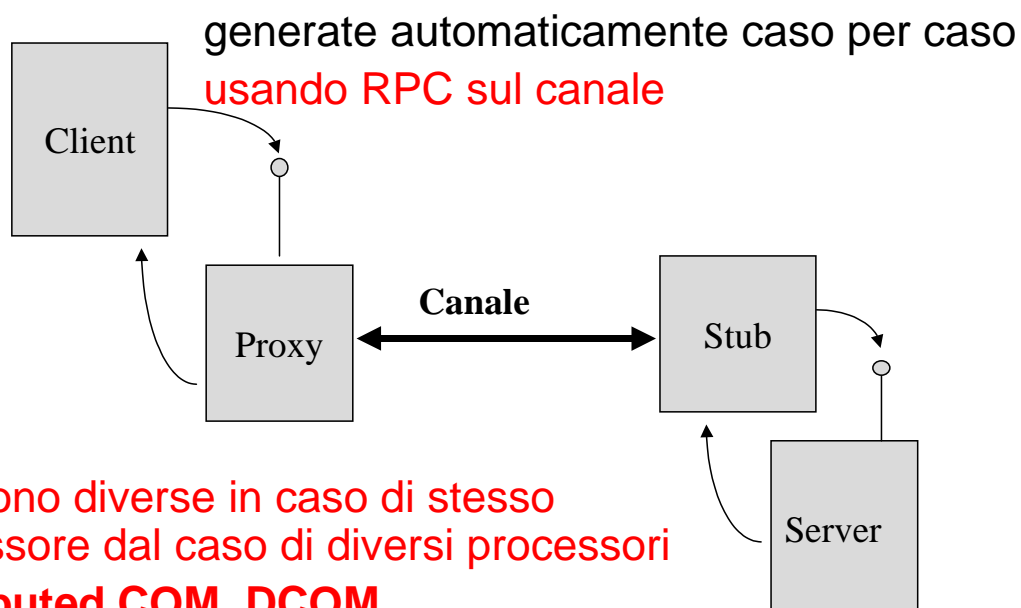 generate automaticamente caso per caso
usando RPC sul canale
Client
Canale
Proxy
Stub
ono diverse in caso di stesso
ssore dal caso di diversi processori
Server
buted COM, DCOM